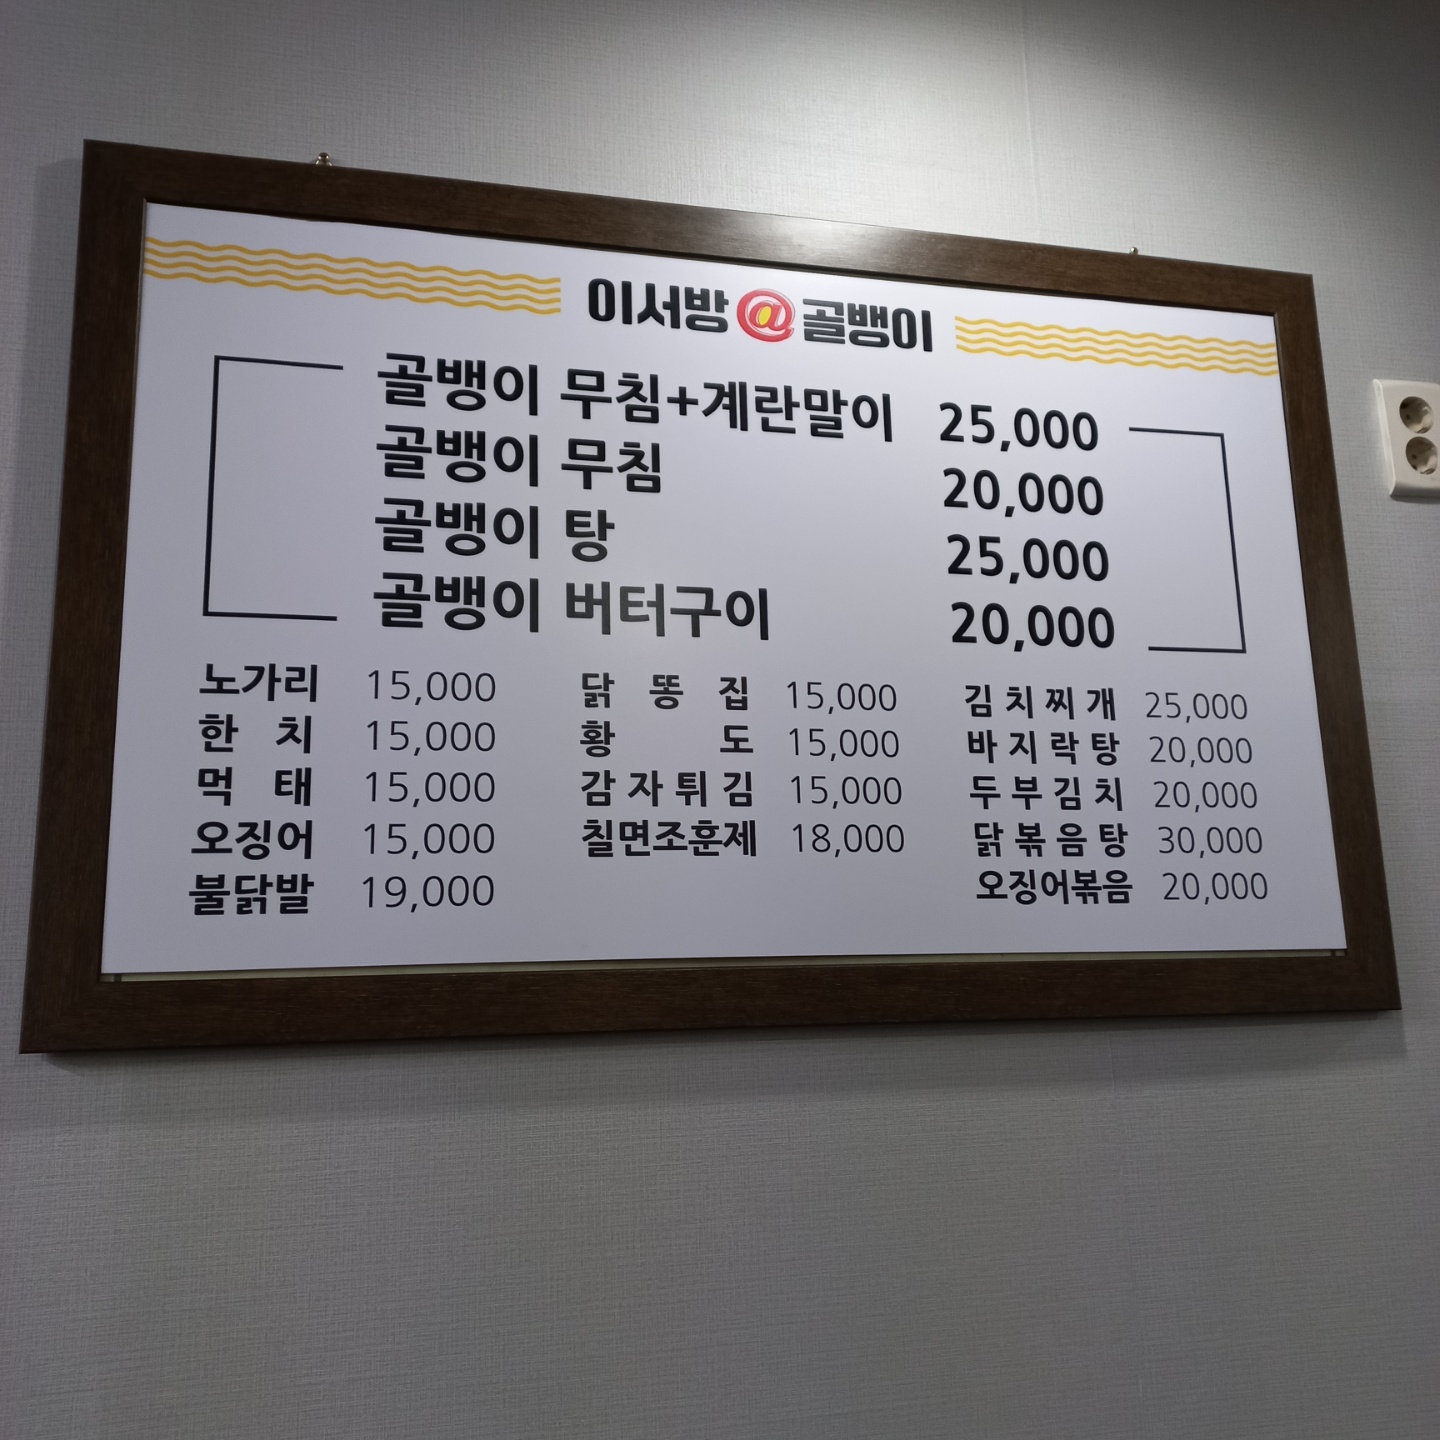 이서방@골뱅이
골뱅이 무침+계란말이 25,000
골뱅이 무침 20,000
골뱅이 탕 25,000
골뱅이 버터구이 20,000
노가리 15,000
한 치 15,000
먹 태 15,000
오징어 15,000
불닭발 19,000
닭 똥 집 15,000
황 도 15,000
감자튀김 15,000
칠면조훈제 18,000
김치찌개 25,000
바지락탕 20,000
두부김치 20,000
닭볶음탕 30,000
오징어볶음 20,000